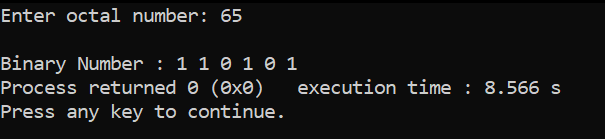 Enter octal number: 65
Binary Number : 1 1 0 1 0 1
Process returned 0 (0x0)   execution time : 8.566 s
Press any key to continue.